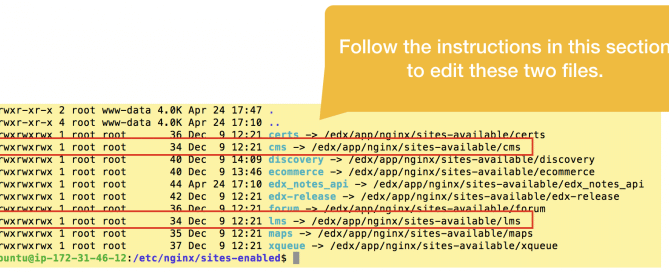 Follow the instructions in this section
to edit these two files.
rwxr-xr-x 2 root www-data 4.0K Apr 24 17:47 .
rwxr-xr-x 4 root www-data 4.0K Apr 24 17:10 ..
rwxrwxrwx 1 root root 36 Dec 9 12:21 certs -> /edx/app/nginx/sites-available/certs
rwxrwxrwx 1 root root 34 Dec 9 12:21 cms -> /edx/app/nginx/sites-available/cms
rwxrwxrwx 1 root root 40 Dec 9 14:09 discovery -> /edx/app/nginx/sites-available/discovery
rwxrwxrwx 1 root root 40 Dec 9 13:46 ecommerce -> /edx/app/nginx/sites-available/ecommerce
rwxrwxrwx 1 root root 44 Apr 24 17:10 edx_notes_api -> /edx/app/nginx/sites-available/edx_notes_api
rwxrwxrwx 1 root root 42 Dec 9 12:21 edx-release -> /edx/app/nginx/sites-available/edx-release
rwxrwxrwx 1 root root 36 Dec 9 12:21 forum -> /edx/app/nginx/sites-available/forum
rwxrwxrwx 1 root root 34 Dec 9 12:21 lms -> /edx/app/nginx/sites-available/lms
rwxrwxrwx 1 root root 35 Dec 9 12:21 maps -> /edx/app/nginx/sites-available/maps
rwxrwxrwx 1 root root 37 Dec 9 12:21 xqueue -> /edx/app/nginx/sites-available/xqueue
buntu@ip-172-31-46-12:/etc/nginx/sites-enabled$